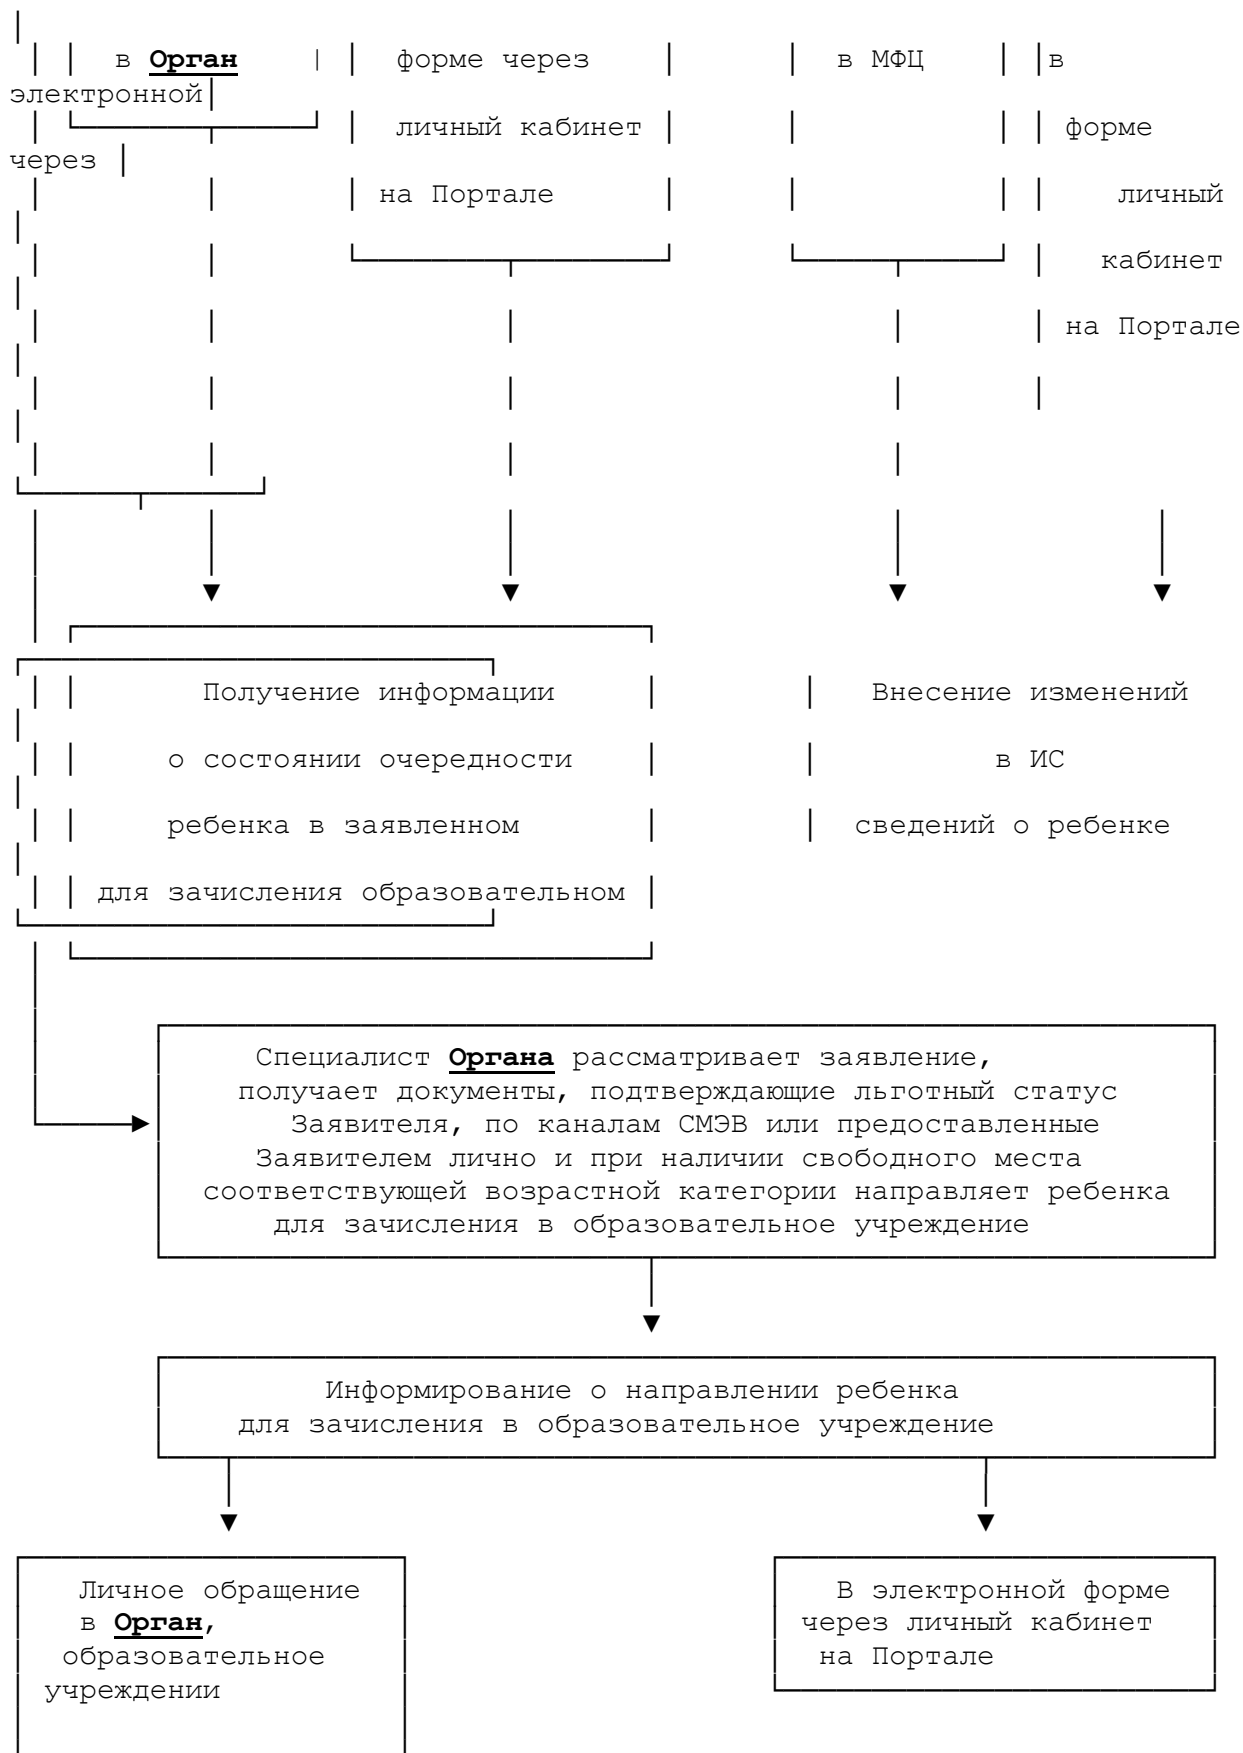 в Орган форме через в МФЦ в
электронной
личный кабинет форме
через
на Портале личный
кабинет
на Портале
Получение информации Внесение изменений
о состоянии очередности в ИС
ребенка в заявленном сведений о ребенке
для зачисления образовательном
Специалист Органа рассматривает заявление,
получает документы, подтверждающие льготный статус
Заявителя, по каналам СМЭВ или предоставленные
Заявителем лично и при наличии свободного места
соответствующей возрастной категории направляет ребенка
для зачисления в образовательное учреждение
Информирование о направлении ребенка
для зачисления в образовательное учреждение
Личное обращение В электронной форме
в Орган, через личный кабинет
образовательное на Портале
учреждении